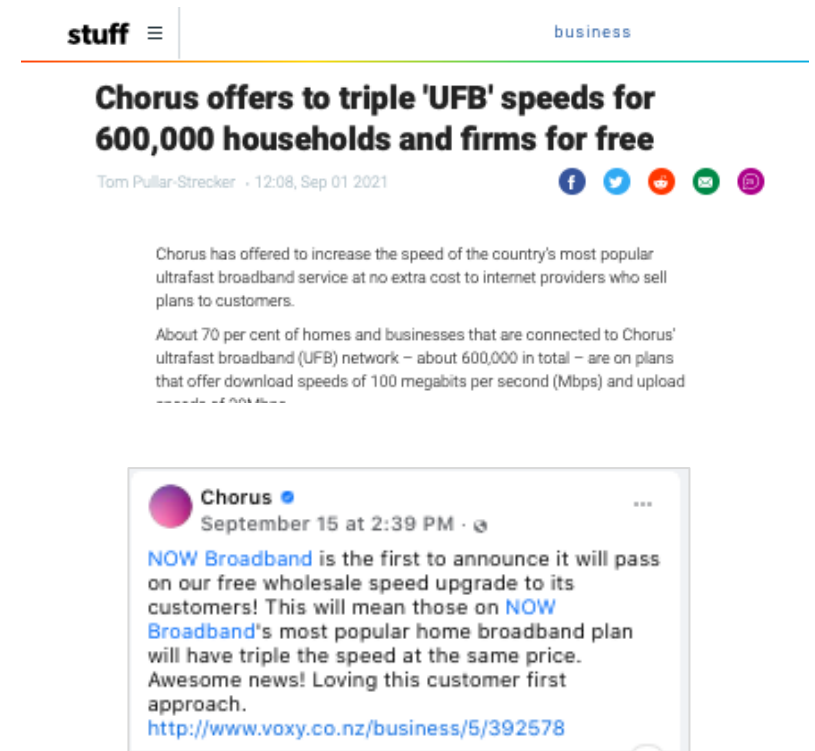 stuff
business
Chorus offers to triple 'UFB' speeds for
600,000 households and firms for free
Tom Pullar-Strecker • 12:08, Sep 01 2021
Chorus has offered to increase the speed of the country's most popular
ultrafast broadband service at no extra cost to internet providers who sell
plans to customers.
About 70 per cent of homes and businesses that are connected to Chorus'
ultrafast broadband (UFB) network – about 600,000 in total – are on plans
that offer download speeds of 100 megabits per second (Mbps) and upload
Chorus
September 15 at 2:39 PM ·
NOW Broadband is the first to announce it will pass
on our free wholesale speed upgrade to its
customers! This will mean those on NOW
Broadband's most popular home broadband plan
will have triple the speed at the same price.
Awesome news! Loving this customer first
approach.
http://www.voxy.co.nz/business/5/392578